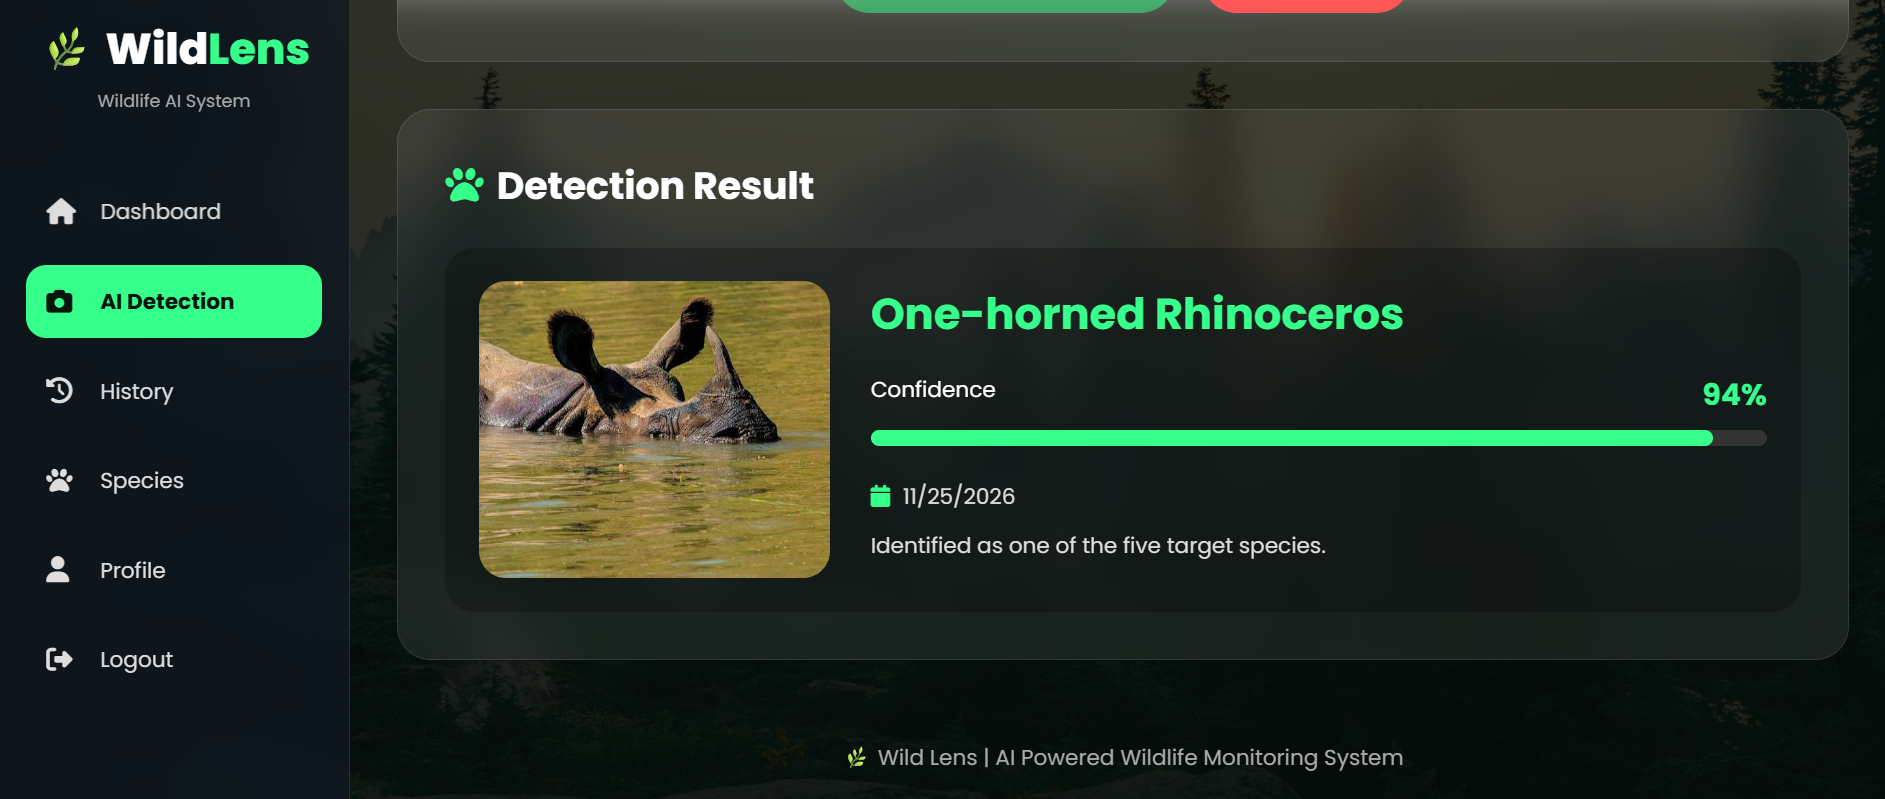 WildLens
Wildlife AI System
Dashboard
AI Detection
History
Species
Profile
Logout
Detection Result
One-horned Rhinoceros
Confidence
94%
11/25/2026
Identified as one of the five target species.
Wild Lens | AI Powered Wildlife Monitoring System